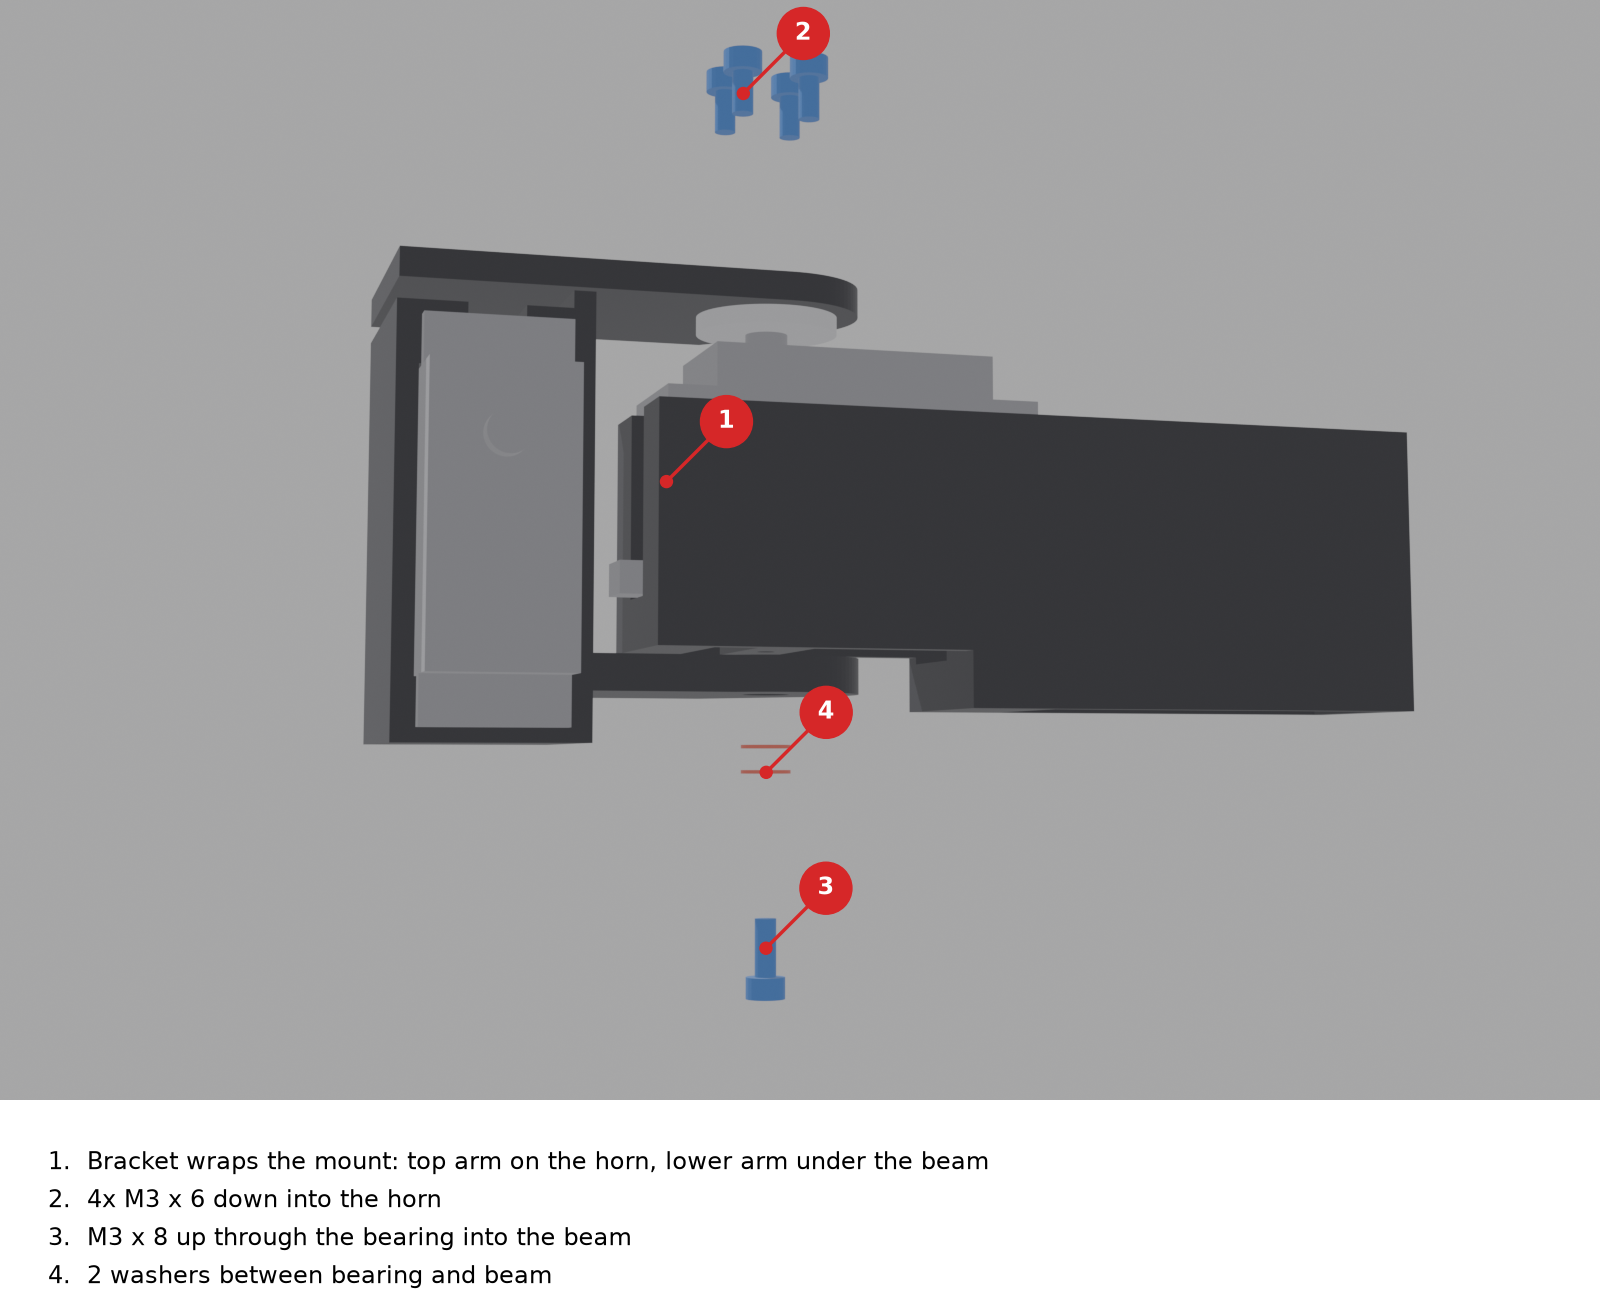 2
1
4
3
1. Bracket wraps the mount: top arm on the horn, lower arm under the beam
2. 4x M3 x 6 down into the horn
3. M3 x 8 up through the bearing into the beam
4. 2 washers between bearing and beam